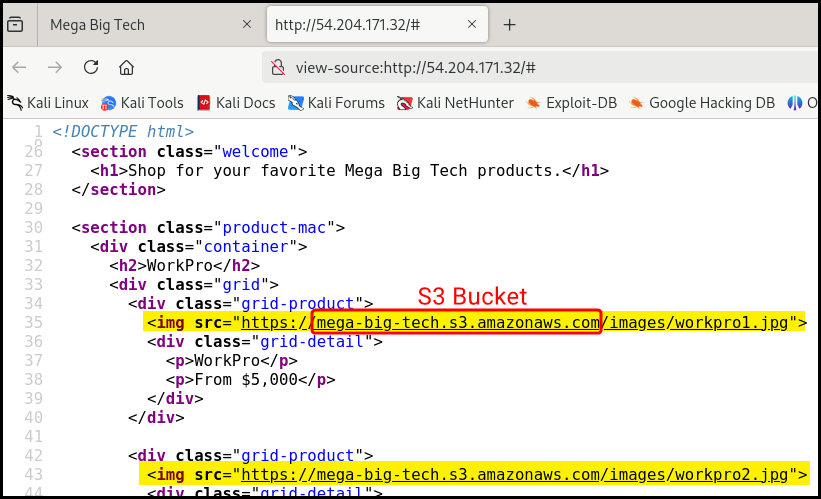 Mega Big Tech × http://54.204.171.32/# × +
view-source:http://54.204.171.32/#
Kali Linux Kali Tools Kali Docs Kali Forums Kali NetHunter Exploit-DB Google Hacking DB O
1 <!DOCTYPE html>
26 <section class="welcome">
27 <h1>Shop for your favorite Mega Big Tech products.</h1>
28 </section>
29
30 <section class="product-mac">
31 <div class="container">
32 <h2>WorkPro</h2>
33 <div class="grid">
S3 Bucket
34 <div class="grid-product">
35 <img src="https://mega-big-tech.s3.amazonaws.com/images/workpro1.jpg">
36 <div class="grid-detail">
37 <p>WorkPro</p>
38 <p>From $5,000</p>
39 </div>
40 </div>
41
42 <div class="grid-product">
43 <img src="https://mega-big-tech.s3.amazonaws.com/images/workpro2.jpg">
44 <div class="grid-detail">